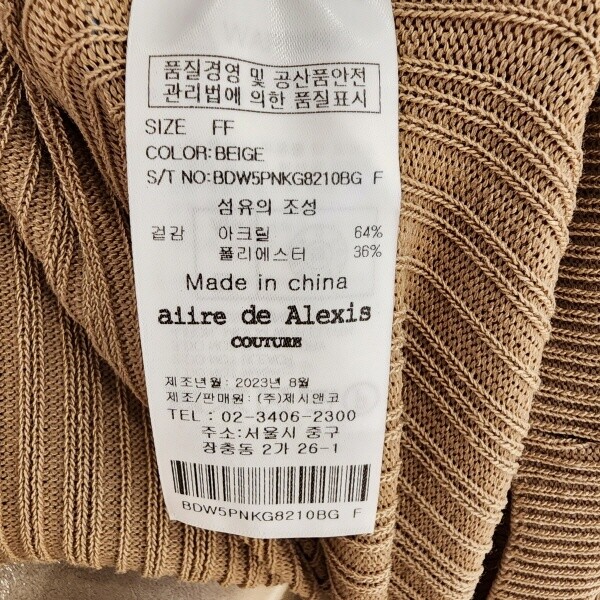 품질경영 및 공산품안전
관리법에 의한 품질표시
SIZE FF
COLOR:BEIGE
S/T NO:BDW5PNKG8210BG F
섬유의 조성
겉감 아크릴 64%
폴리에스터 36%
Made in china
aiire de Alexis
COUTURE
제조년월 : 2023년 8월
제조/판매원 : (주)제시앤코
TEL : 02-3406-2300
주소:서울시 중구
장충동 2가 26-1
BDW5PNKG8210BG F